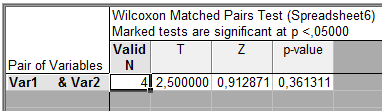 Wilcoxon Matched Pairs Test (Spreadsheet6)
Marked tests are significant at p <,05000
Pair of Variables Valid N T Z p-value
Var1 & Var2 4 2,500000 0,912871 0,361311